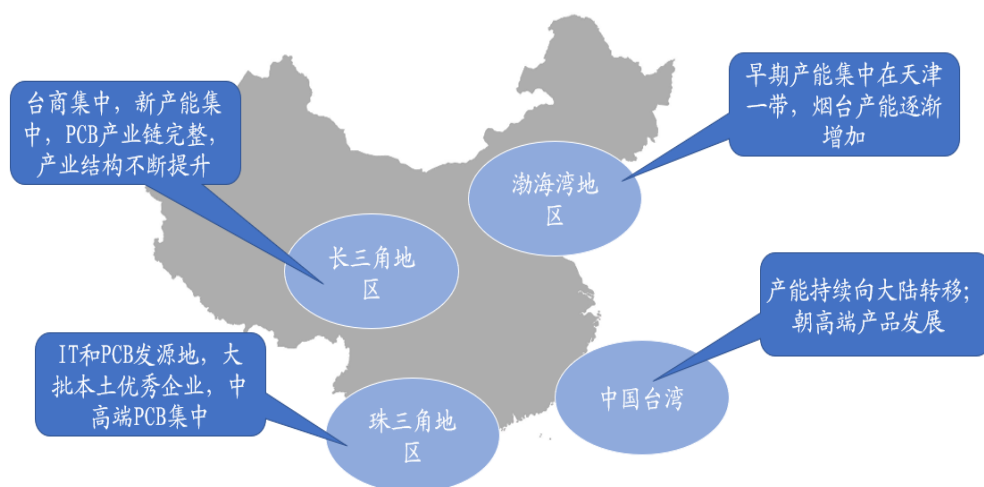 台商集中，新产能集
中，PCB产业链完整，
产业结构不断提升
早期产能集中在天津
一带，烟台产能逐渐
增加
渤海湾地
区
长三角地
区
产能持续向大陆转移；
朝高端产品发展
IT和PCB发源地，大
批本土优秀企业，中
高端PCB集中
中国台湾
珠三角地
区